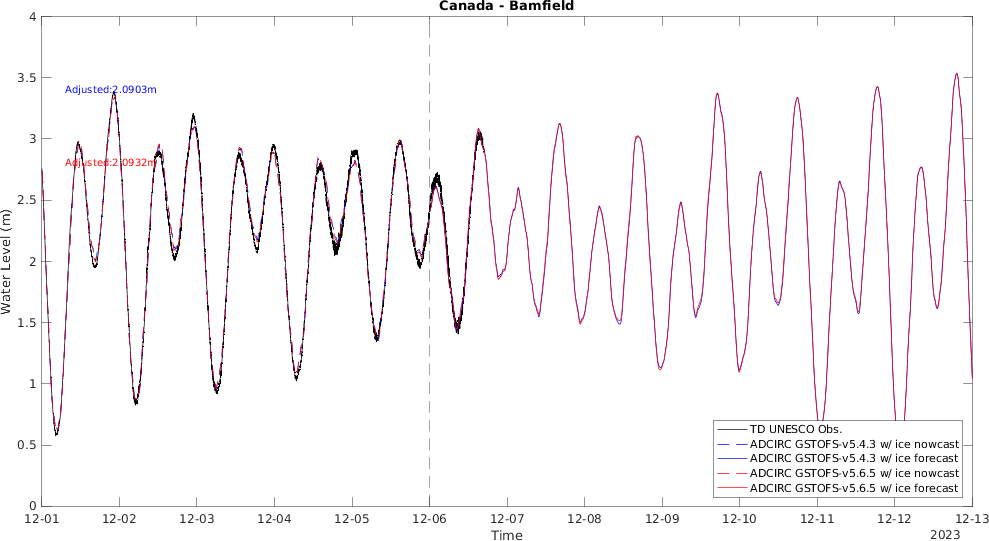 Canada - Bamfield
4
3.5
3
2.5
2
1.5
1
0.5
0
Water Level (m)
Adjusted:2.0903m
Adjusted:2.0932m
TD UNESCO Obs.
ADCIRC GSTOFS-v5.4.3 w/ ice nowcast
ADCIRC GSTOFS-v5.4.3 w/ ice forecast
ADCIRC GSTOFS-v5.6.5 w/ ice nowcast
ADCIRC GSTOFS-v5.6.5 w/ ice forecast
12-01 12-02 12-03 12-04 12-05 12-06 12-07 12-08 12-09 12-10 12-11 12-12 12-13
Time
2023